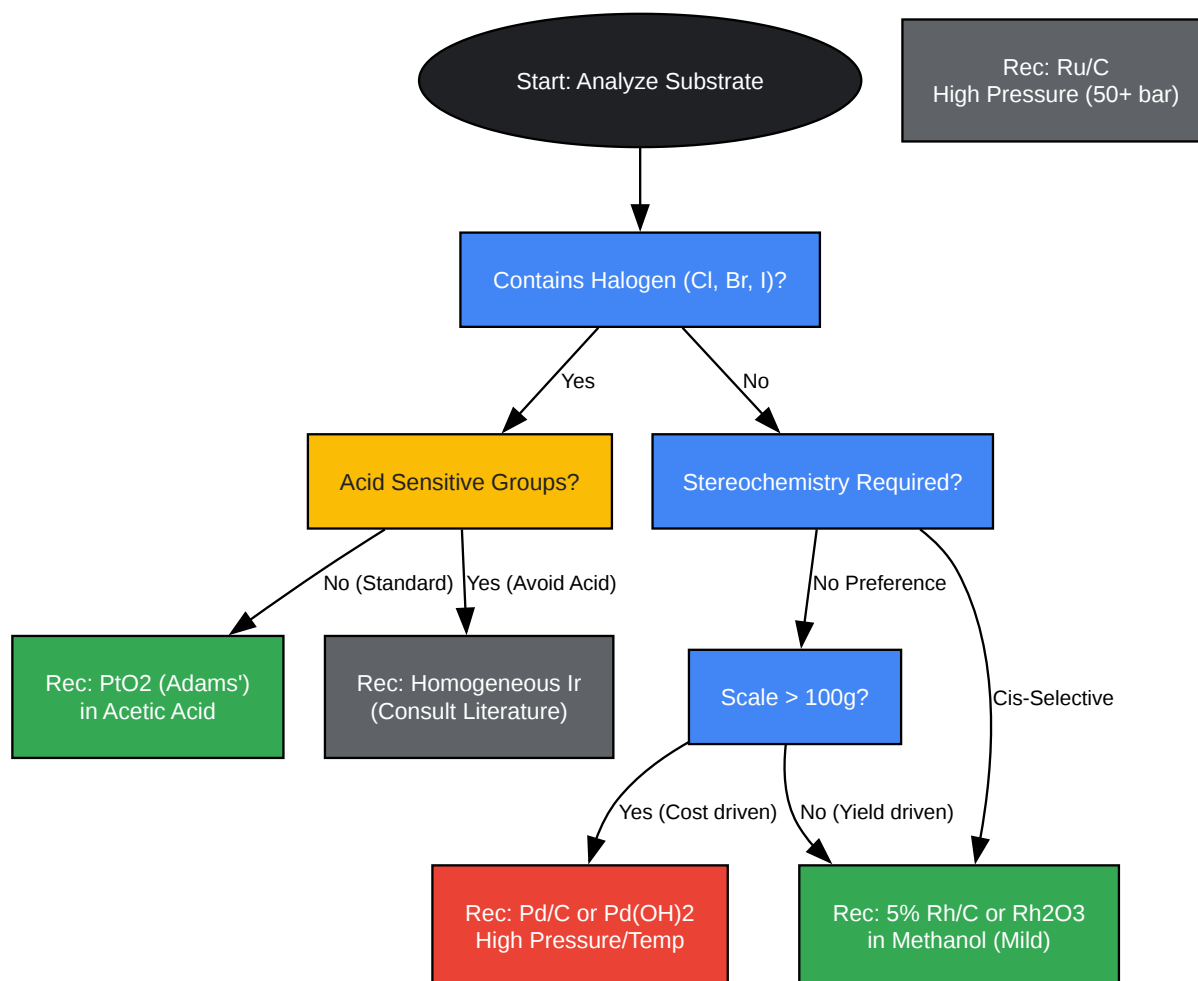 Start: Analyze Substrate
Rec: Ru/C
High Pressure (50+ bar)
Contains Halogen (Cl, Br, I)?
Yes
No
Acid Sensitive Groups?
Stereochemistry Required?
No (Standard)
Yes (Avoid Acid)
No Preference
Rec: PtO2 (Adams')
in Acetic Acid
Rec: Homogeneous Ir
(Consult Literature)
Scale > 100g?
Cis-Selective
Yes (Cost driven)
No (Yield driven)
Rec: Pd/C or Pd(OH)2
High Pressure/Temp
Rec: 5% Rh/C or Rh2O3
in Methanol (Mild)